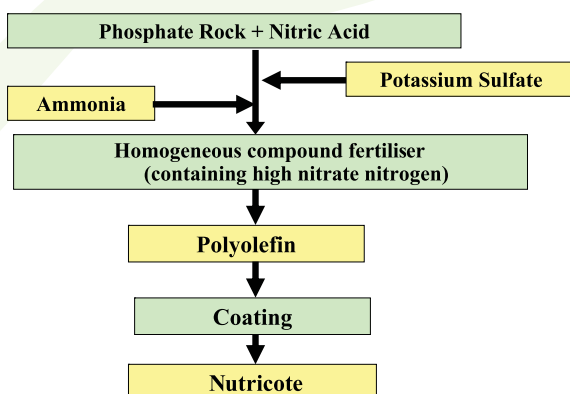 Phosphate Rock + Nitric Acid
Potassium Sulfate
Ammonia
Homogeneous compound fertiliser
(containing high nitrate nitrogen)
Polyolefin
Coating
Nutricote